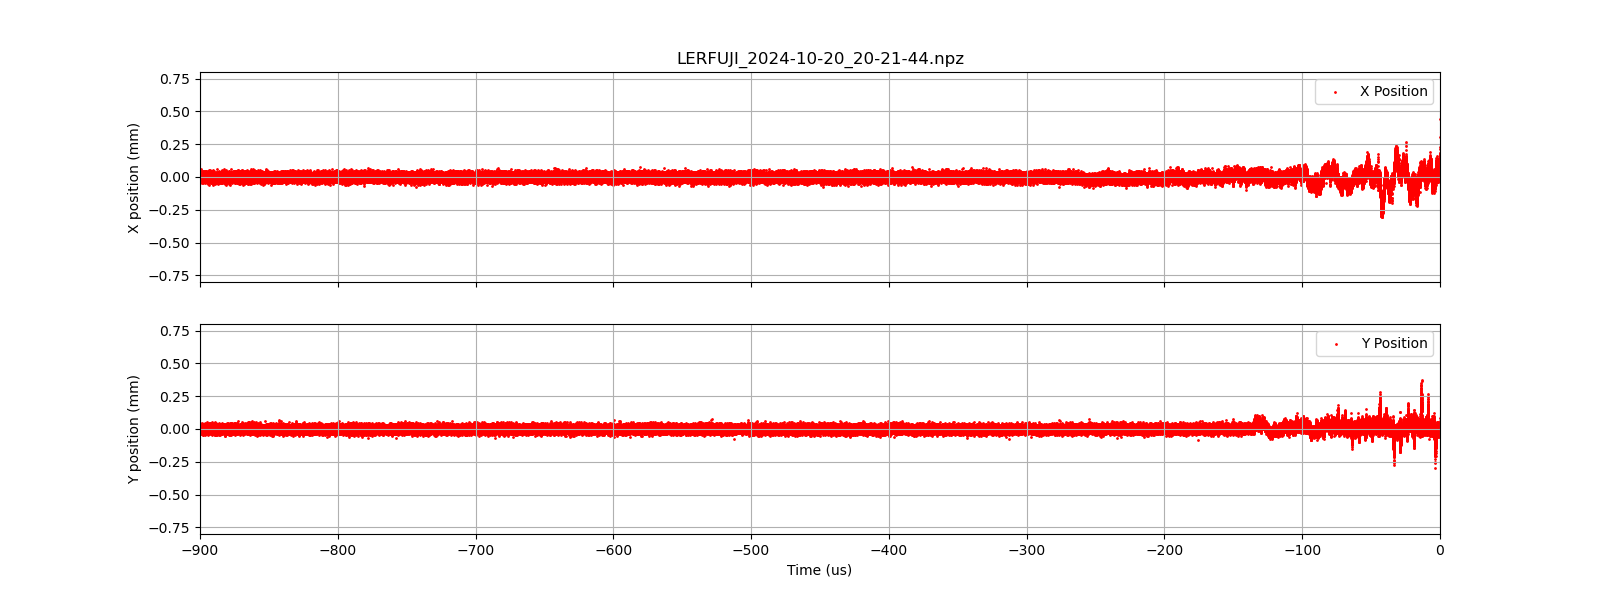 LERFUJI_2024-10-20_20-21-44.npz
X position (mm)
0.75
0.50
0.25
0.00
−0.25
−0.50
−0.75
X Position
Y position (mm)
0.75
0.50
0.25
0.00
−0.25
−0.50
−0.75
Y Position
−900 −800 −700 −600 −500 −400 −300 −200 −100 0
Time (us)